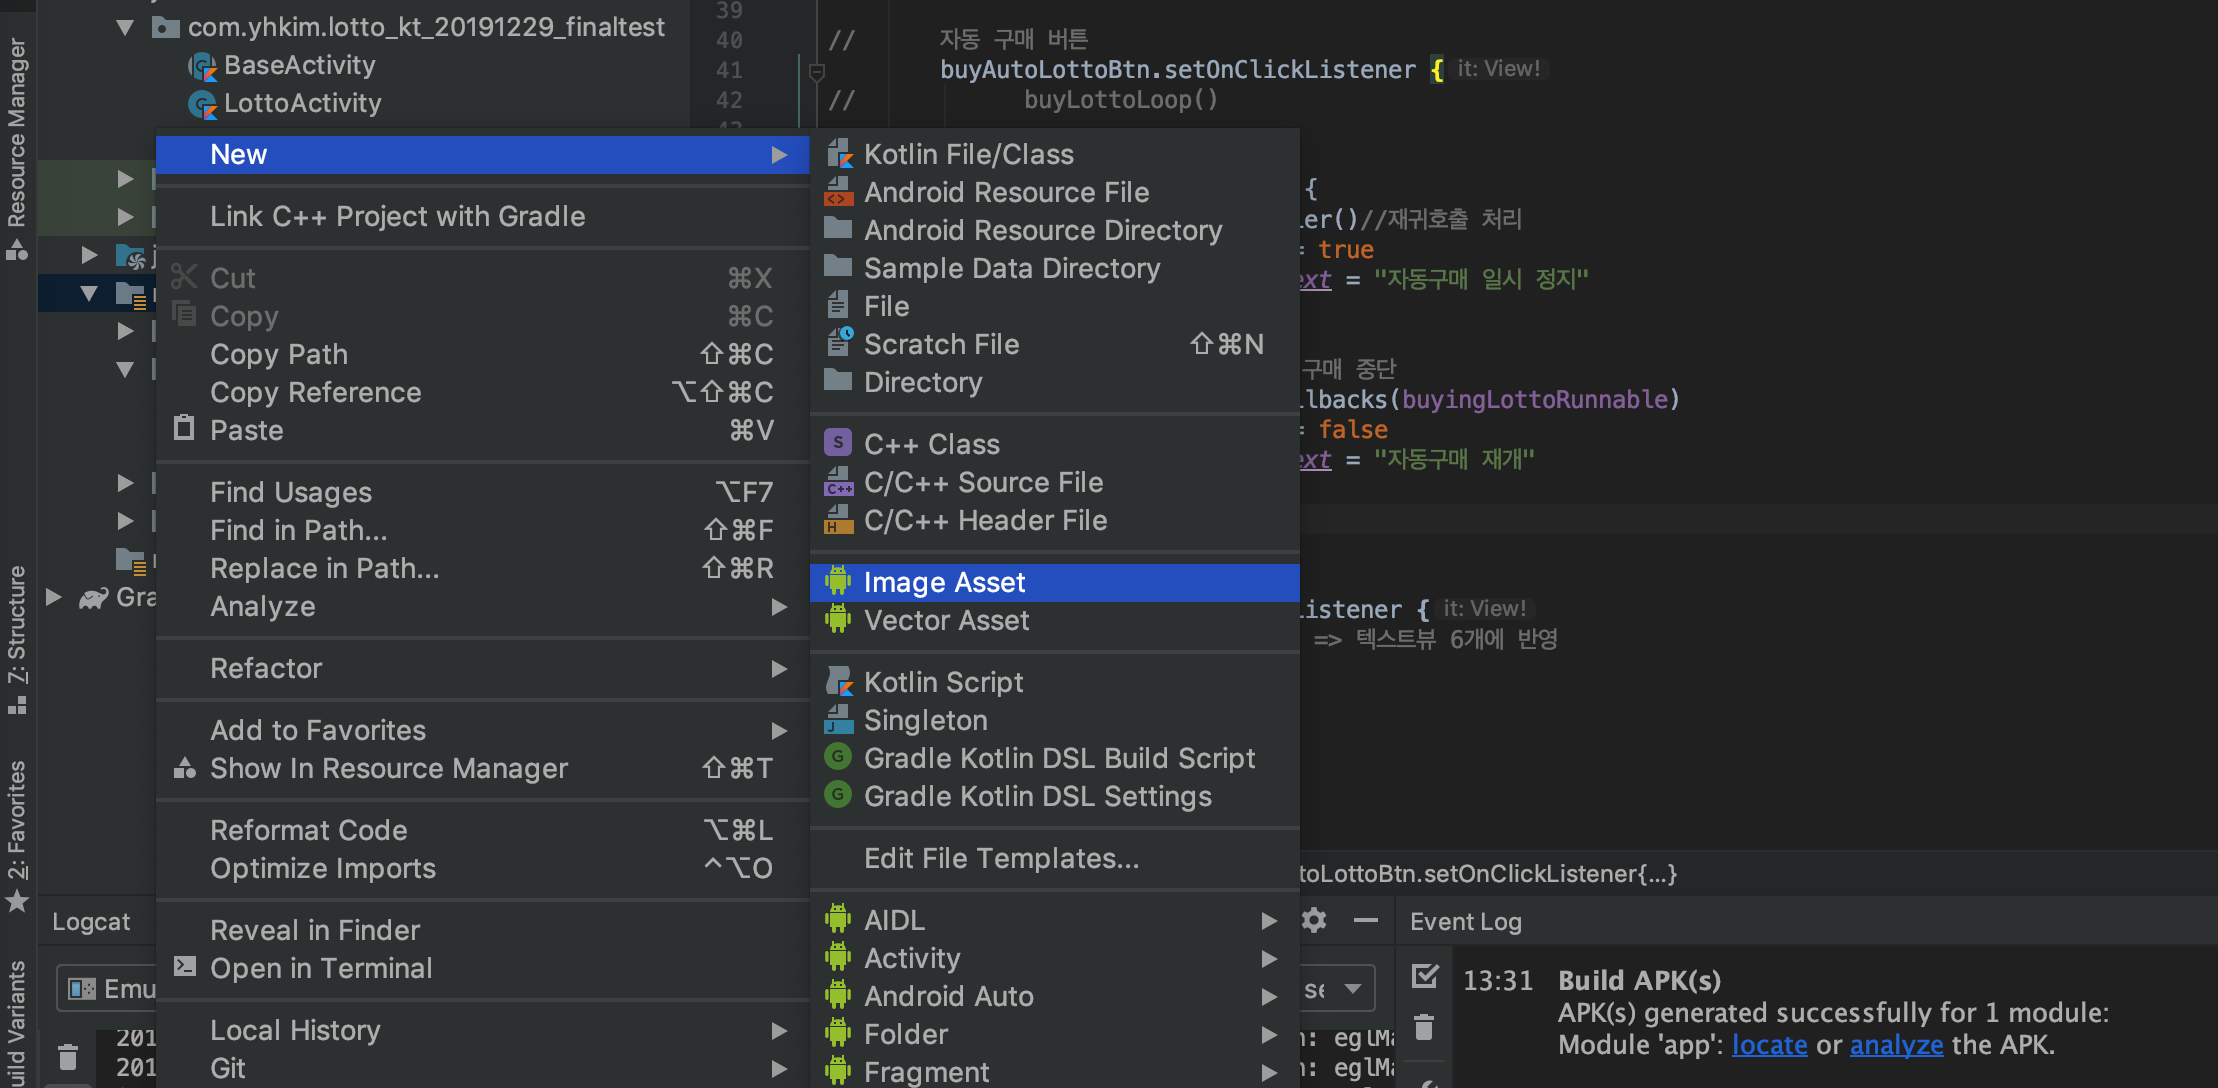 Resource Manager
7: Structure
2: Favorites
uild Variants
com.yhkim.lotto_kt_20191229_finaltest
BaseActivity
LottoActivity
Gra
39
40 // 자동 구매 버튼
41 buyAutoLottoBtn.setOnClickListener { it: View!
42 // buyLottoLoop()
43
{
ler()//재귀호출 처리
= true
ext = "자동구매 일시 정지"
구매 중단
llbacks(buyingLottoRunnable)
= false
ext = "자동구매 재개"
listener { it: View!
=> 텍스트뷰 6개에 반영
New
Link C++ Project with Gradle
Cut ⌘X
Copy ⌘C
Copy Path ⇧⌘C
Copy Reference ⌥⇧⌘C
Paste ⌘V
Find Usages ⌥F7
Find in Path... ⇧⌘F
Replace in Path... ⇧⌘R
Analyze
Refactor
Add to Favorites
Show In Resource Manager ⇧⌘T
Reformat Code ⌥⌘L
Optimize Imports ^⌥O
Reveal in Finder
Open in Terminal
Local History
Git
Kotlin File/Class
Android Resource File
Android Resource Directory
Sample Data Directory
File
Scratch File ⇧⌘N
Directory
C++ Class
C/C++ Source File
C/C++ Header File
Image Asset
Vector Asset
Kotlin Script
Singleton
Gradle Kotlin DSL Build Script
Gradle Kotlin DSL Settings
Edit File Templates...
AIDL
Activity
Android Auto
Folder
Fragment
toLottoBtn.setOnClickListener{...}
Logcat
Emu
201
201
se
n: eglMa
n: eglMa
Event Log
13:31 Build APK(s)
APK(s) generated successfully for 1 module:
Module 'app': locate or analyze the APK.